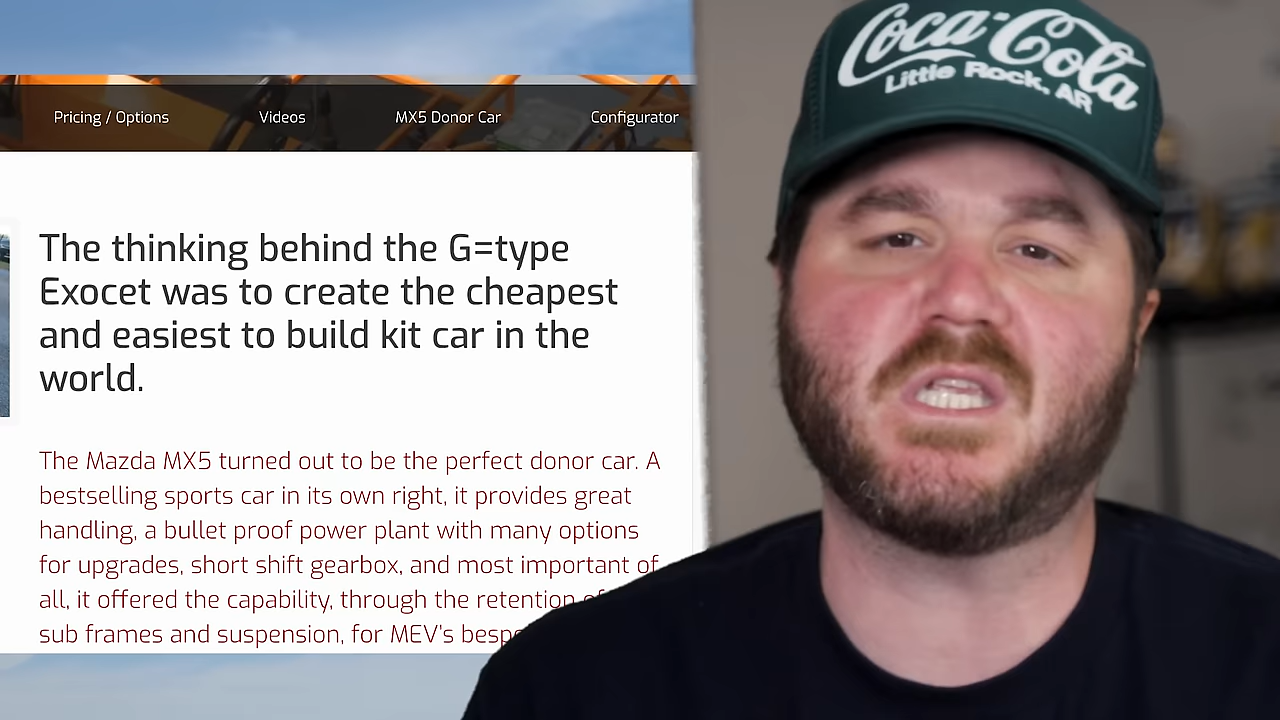 Pricing / Options
Videos
MX5 Donor Car
Configurator
The thinking behind the G=type
Exocet was to create the cheapest
and easiest to build kit car in the
world.
The Mazda MX5 turned out to be the perfect donor car. A
bestselling sports car in its own right, it provides great
handling, a bullet proof power plant with many options
for upgrades, short shift gearbox, and most important of
all, it offered the capability, through the retention of
sub frames and suspension, for MEV's
Coca-Cola
Little Rock, AR